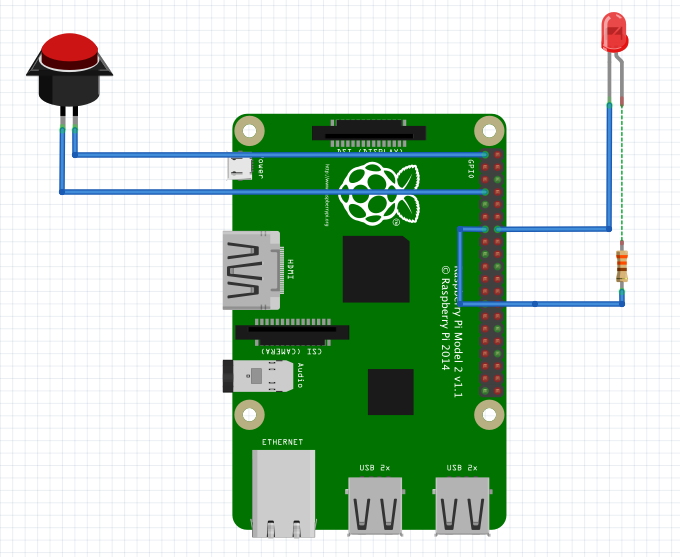 DSI (DISPLAY)
Power
GPIO
http://www.raspberrypi.org
®
HDMI
Raspberry Pi Model 2 v1.1
© Raspberry Pi 2014
CSI (CAMERA)
Audio
ETHERNET
USB 2x
USB 2x